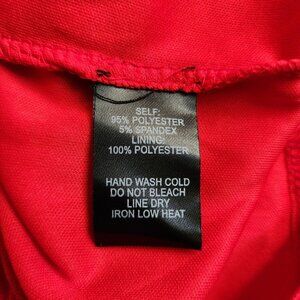 SELF:
95% POLYESTER
5% SPANDEX
LINING:
100% POLYESTER
HAND WASH COLD
DO NOT BLEACH
LINE DRY
IRON LOW HEAT